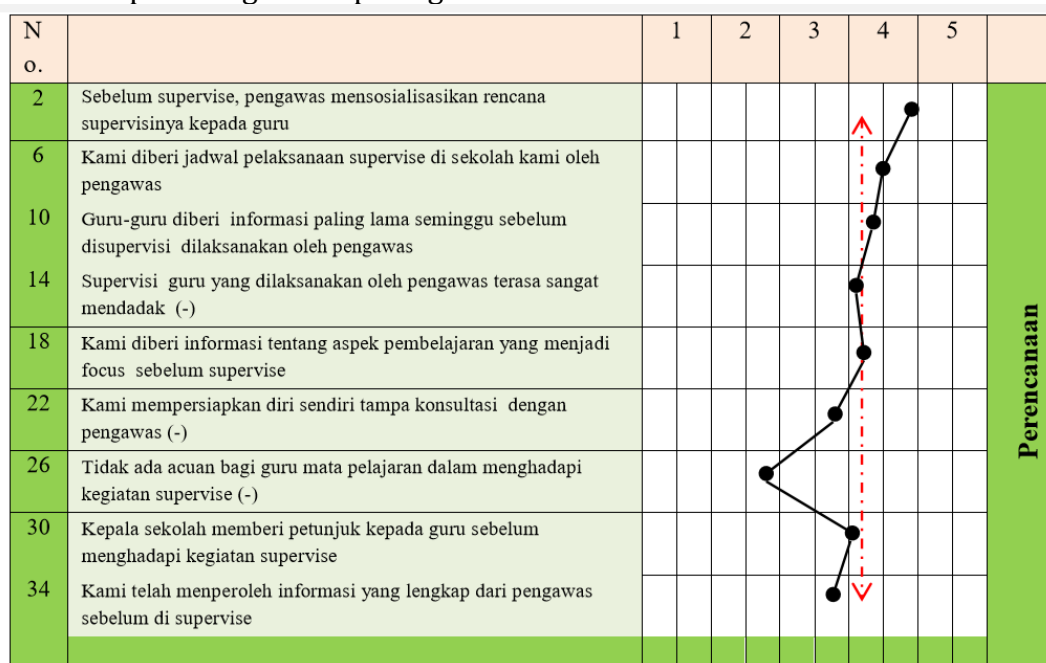 N
o.
1 2 3 4 5
2 Sebelum supervise, pengawas mensosialisasikan rencana
supervisinya kepada guru
6 Kami diberi jadwal pelaksanaan supervise di sekolah kami oleh
pengawas
10 Guru-guru diberi informasi paling lama seminggu sebelum
disupervisi dilaksanakan oleh pengawas
14 Supervisi guru yang dilaksanakan oleh pengawas terasa sangat
mendadak (-)
18 Kami diberi informasi tentang aspek pembelajaran yang menjadi
focus sebelum supervise
22 Kami mempersiapkan diri sendiri tampa konsultasi dengan
pengawas (-)
26 Tidak ada acuan bagi guru mata pelajaran dalam menghadapi
kegiatan supervise (-)
30 Kepala sekolah memberi petunjuk kepada guru sebelum
menghadapi kegiatan supervise
34 Kami telah menperoleh informasi yang lengkap dari pengawas
sebelum di supervise
Perencanaan